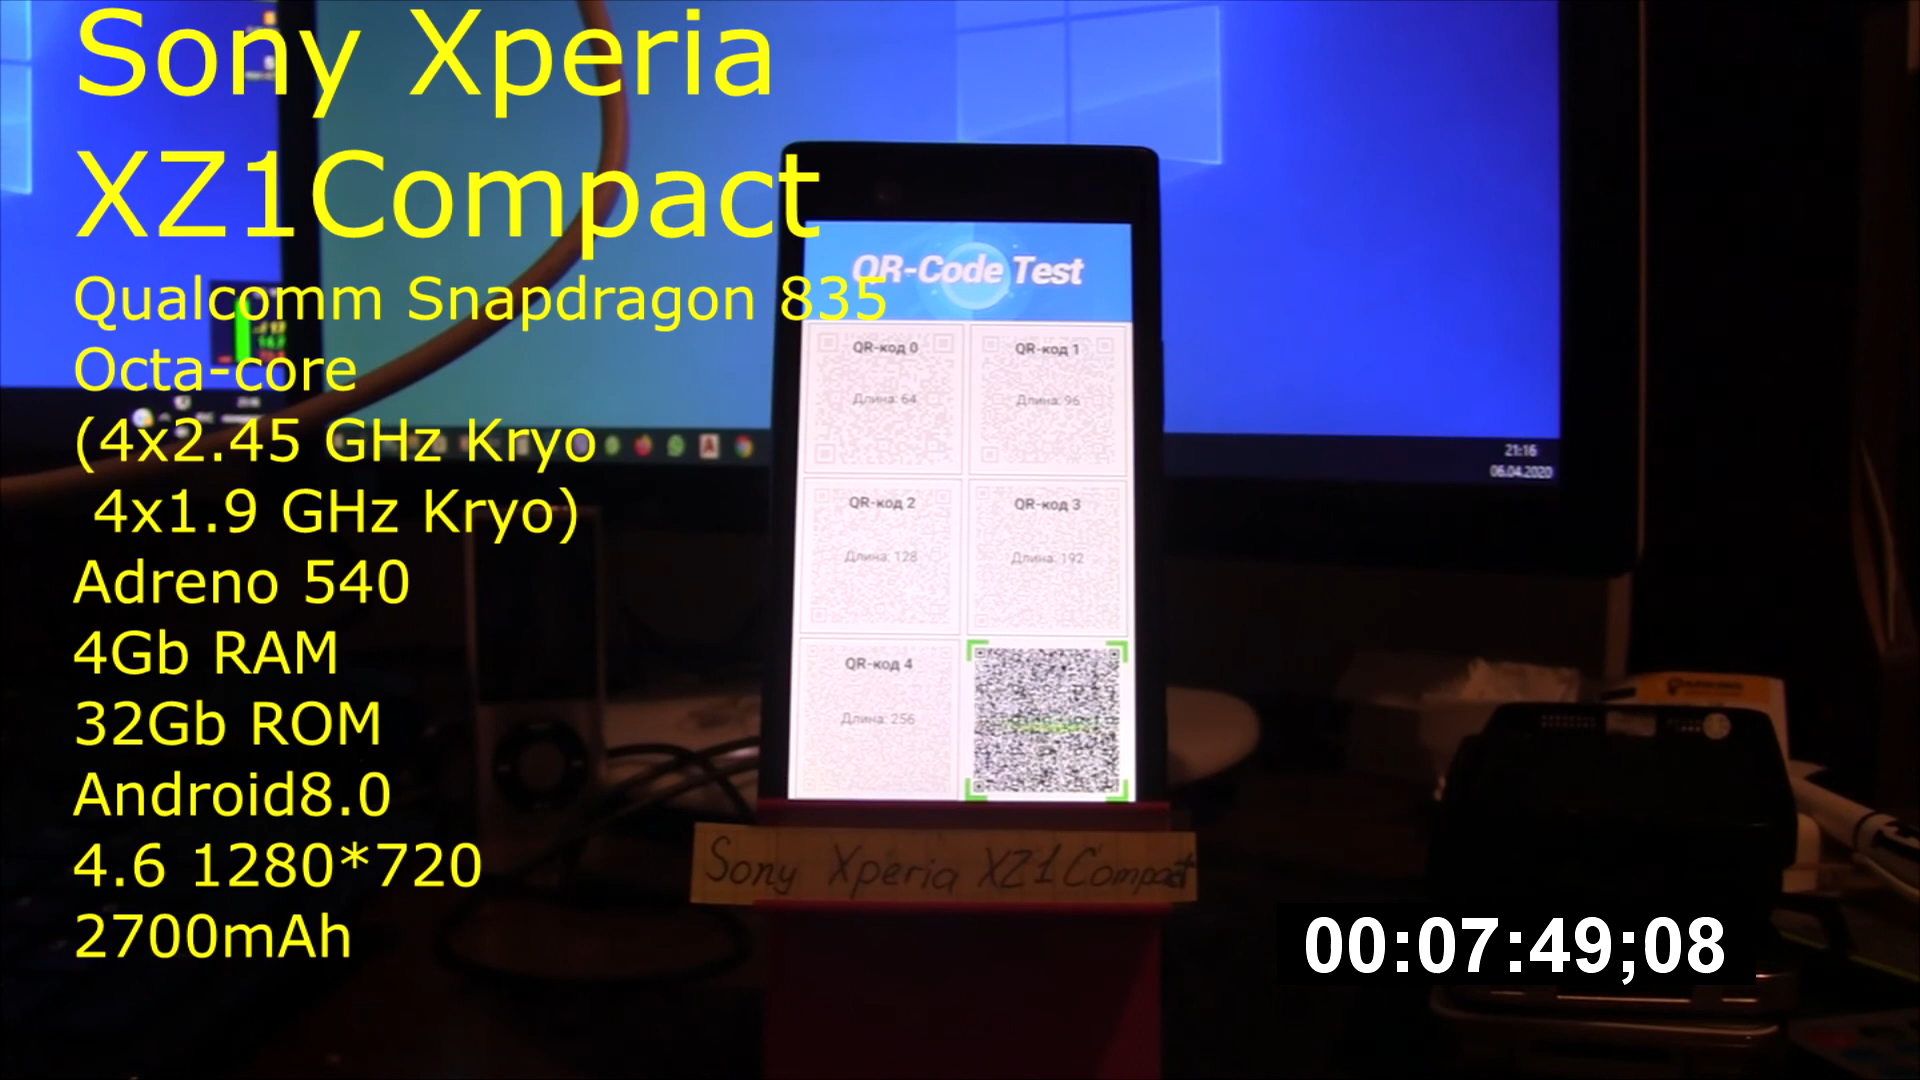 Sony Xperia
XZ1Compact
Qualcomm Snapdragon 835
Octa-core
(4x2.45 GHz Kryo
4x1.9 GHz Kryo)
Adreno 540
4Gb RAM
32Gb ROM
Android8.0
4.6 1280*720
2700mAh
QR-Code Test
QR-код 0
Длина: 64
QR-код 1
Длина: 96
QR-код 2
Длина: 128
QR-код 3
Длина: 192
QR-код 4
Длина: 256
21:16
06.04.2020
Sony Xperia XZ1 Compact
00:07:49;08